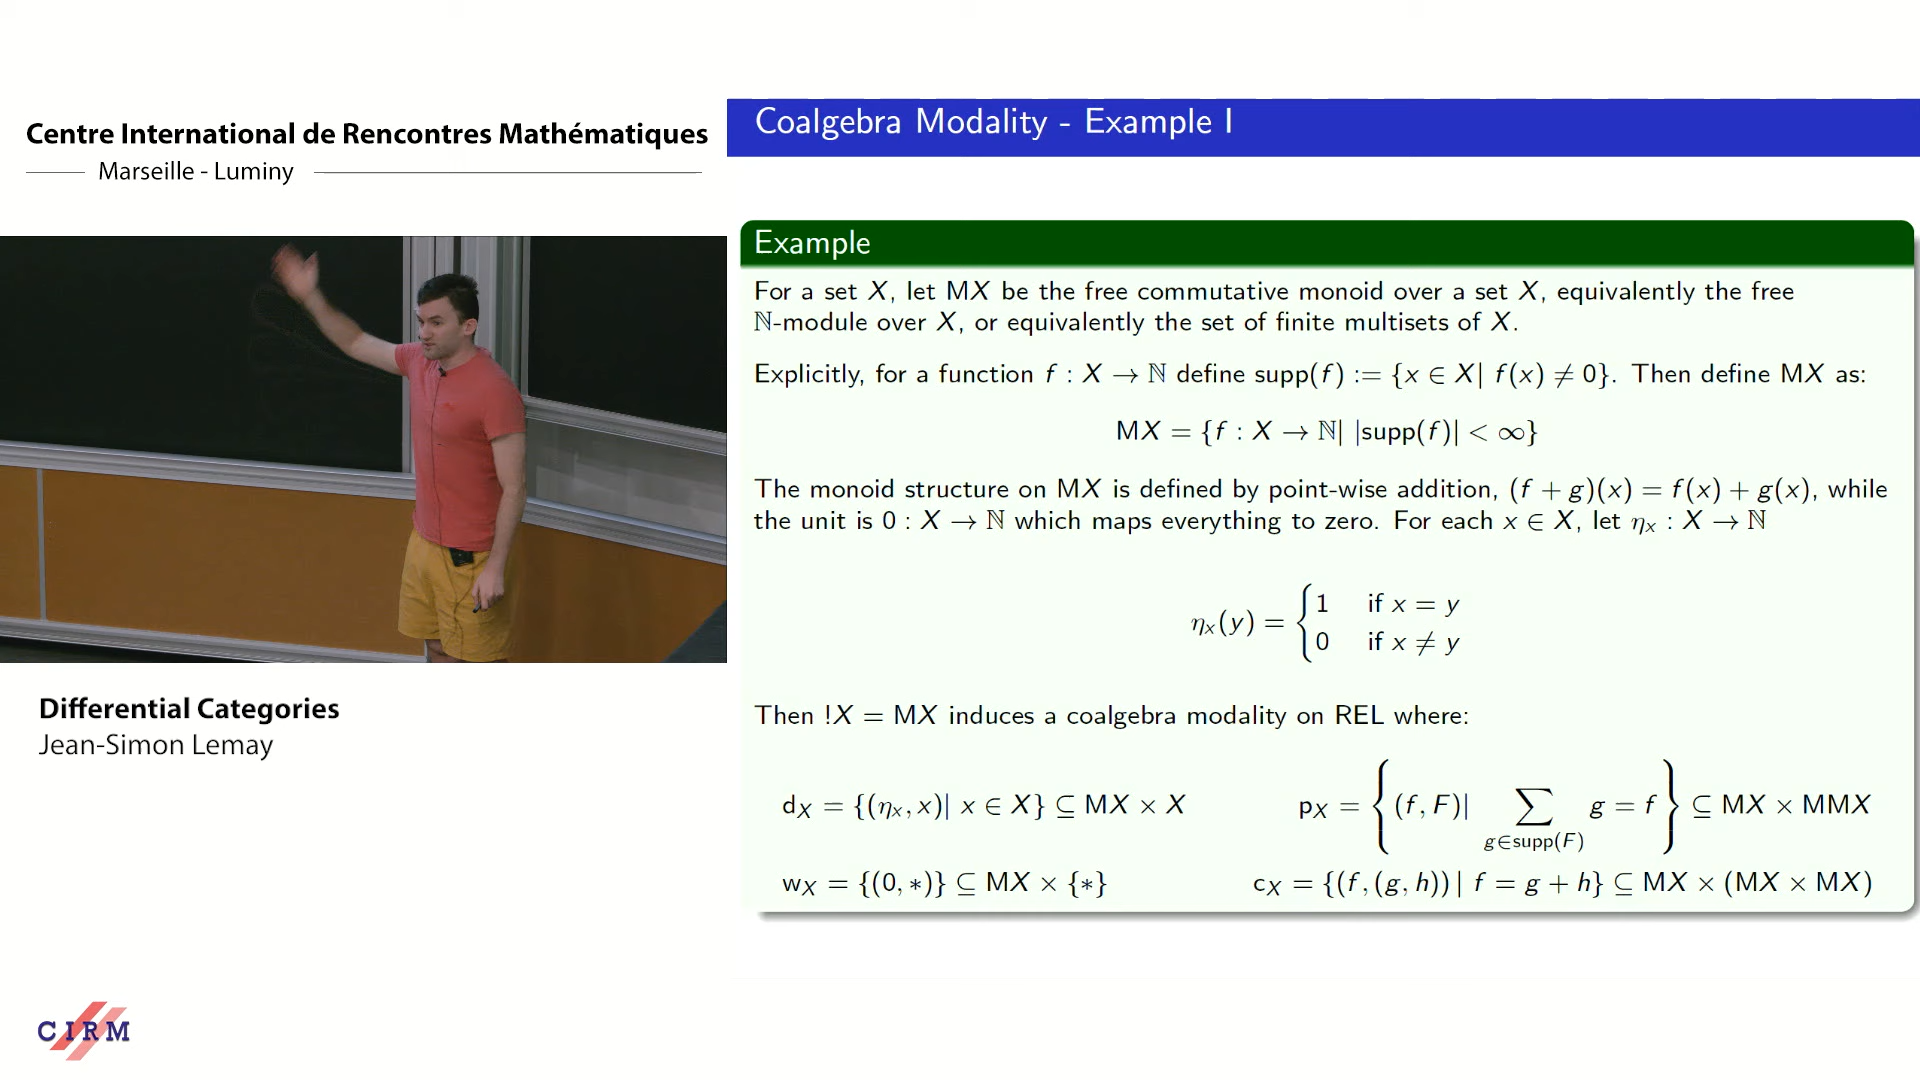 Centre International de Rencontres Mathématiques
Marseille - Luminy
Coalgebra Modality - Example I
Example
For a set X, let MX be the free commutative monoid over a set X, equivalently the free
ℕ-module over X, or equivalently the set of finite multisets of X.
Explicitly, for a function f : X → ℕ define supp(f) := {x ∈ X| f(x) ≠ 0}. Then define MX as:
MX = {f : X → ℕ| |supp(f)| < ∞}
The monoid structure on MX is defined by point-wise addition, (f + g)(x) = f(x) + g(x), while
the unit is 0 : X → ℕ which maps everything to zero. For each x ∈ X, let ηₓ : X → ℕ
ηₓ(y) = { 1 if x = y
0 if x ≠ y
Then !X = MX induces a coalgebra modality on REL where:
d_X = {(ηₓ, x)| x ∈ X} ⊆ MX × X
p_X = { (f, F)| ∑_{g∈supp(F)} g = f } ⊆ MX × MMX
w_X = {(0, ∗)} ⊆ MX × {∗}
c_X = {(f, (g, h)) | f = g + h} ⊆ MX × (MX × MX)
Differential Categories
Jean-Simon Lemay
CIRM